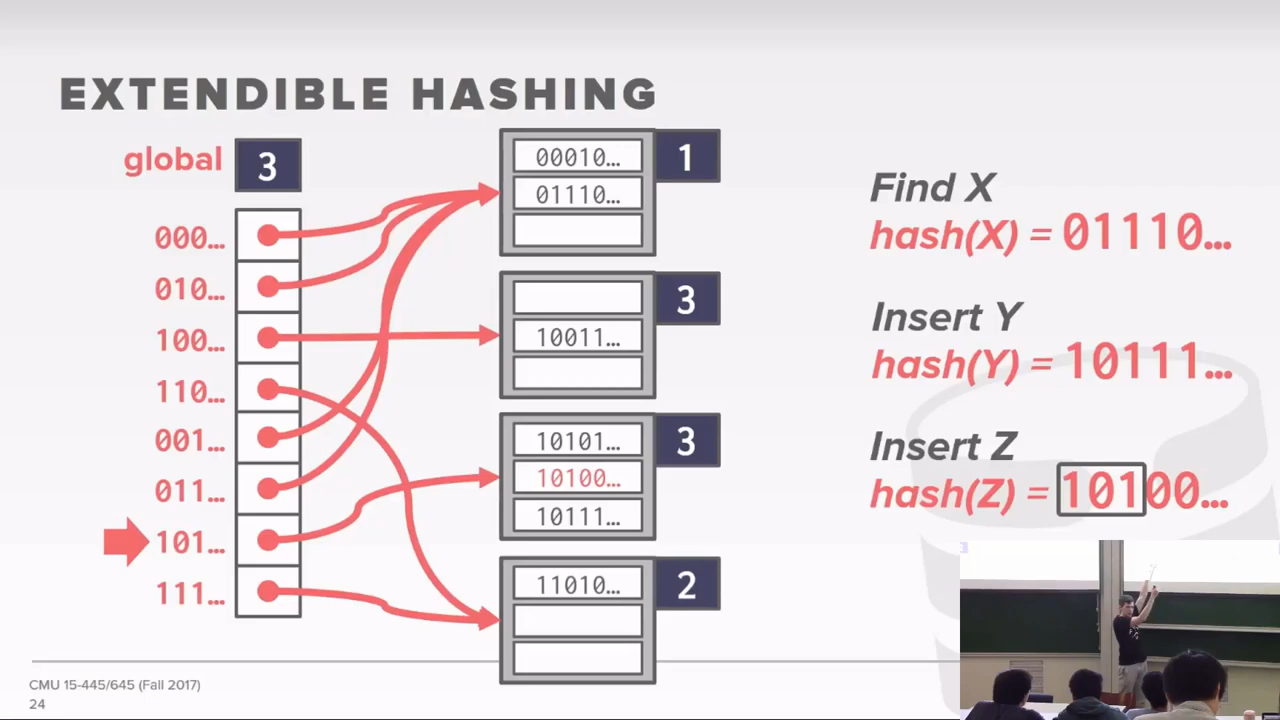 EXTENDIBLE HASHING
global 3
000…
010…
100…
110…
001…
011…
101…
111…
00010… 1
01110…
10011… 3
10101… 3
10100…
10111…
11010… 2
Find X
hash(X) = 01110…
Insert Y
hash(Y) = 10111…
Insert Z
hash(Z) = 10100…
CMU 15-445/645 (Fall 2017)
24